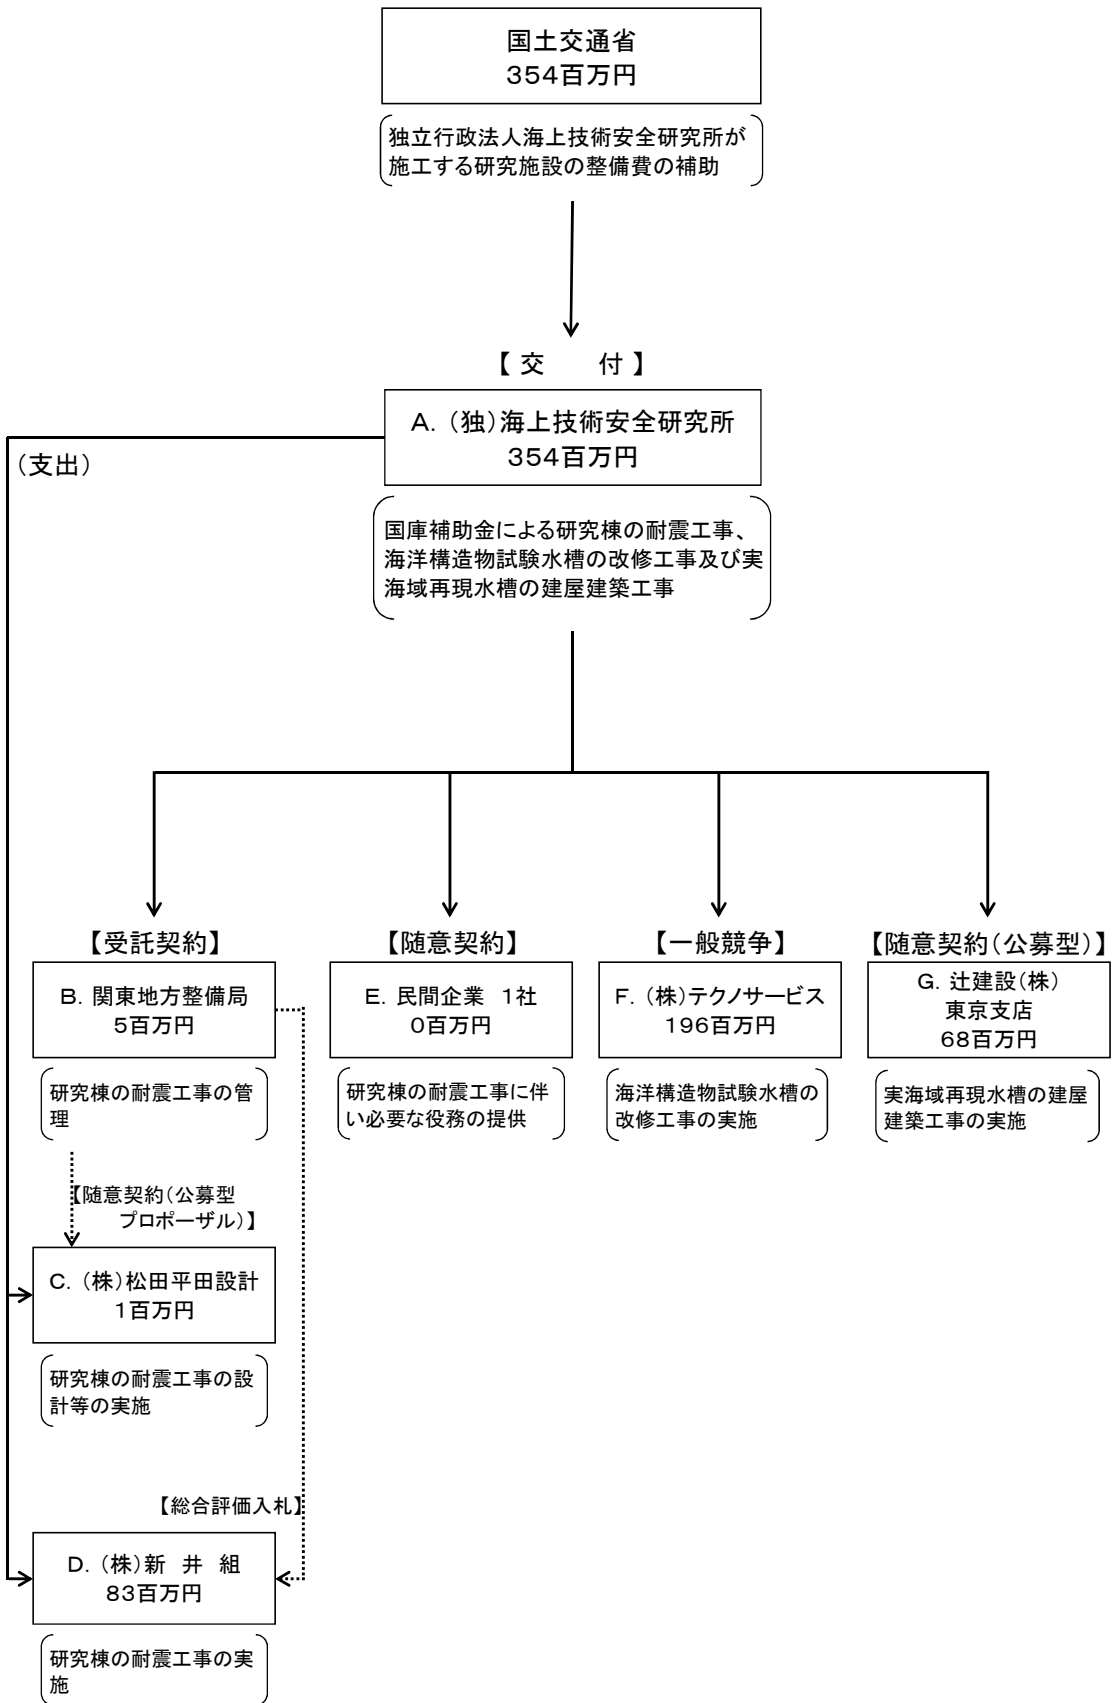 国土交通省
354百万円
独立行政法人海上技術安全研究所が
施工する研究施設の整備費の補助
【 交　　付 】
A.（独）海上技術安全研究所
354百万円
（支出）
国庫補助金による研究棟の耐震工事、
海洋構造物試験水槽の改修工事及び実
海域再現水槽の建屋建築工事
【受託契約】
B. 関東地方整備局
5百万円
研究棟の耐震工事の管
理
【随意契約】
E. 民間企業 1社
0百万円
研究棟の耐震工事に伴
い必要な役務の提供
【一般競争】
F.（株）テクノサービス
196百万円
海洋構造物試験水槽の
改修工事の実施
【随意契約（公募型）】
G. 辻建設（株）
東京支店
68百万円
実海域再現水槽の建屋
建築工事の実施
【随意契約（公募型
プロポーザル）】
C.（株）松田平田設計
1百万円
研究棟の耐震工事の設
計等の実施
【総合評価入札】
D.（株）新 井 組
83百万円
研究棟の耐震工事の実
施